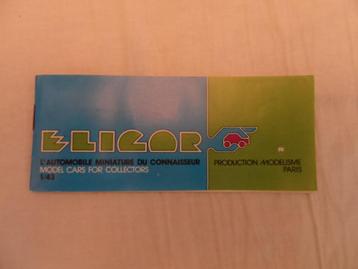 ELIGOR
L'AUTOMOBILE MINIATURE DU CONNAISSEUR
MODEL CARS FOR COLLECTORS
1/43
PRODUCTION MODELISME
PARIS